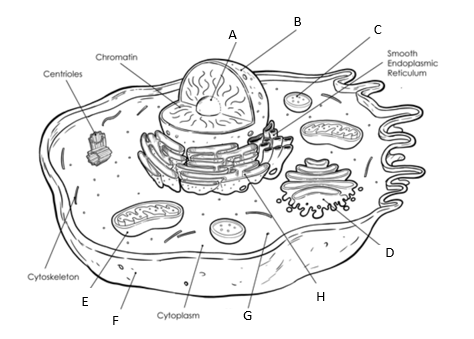 A
B
C
Chromatin
Smooth
Endoplasmic
Reticulum
Centrioles
D
Cytoskeleton
E
F
Cytoplasm
G
H